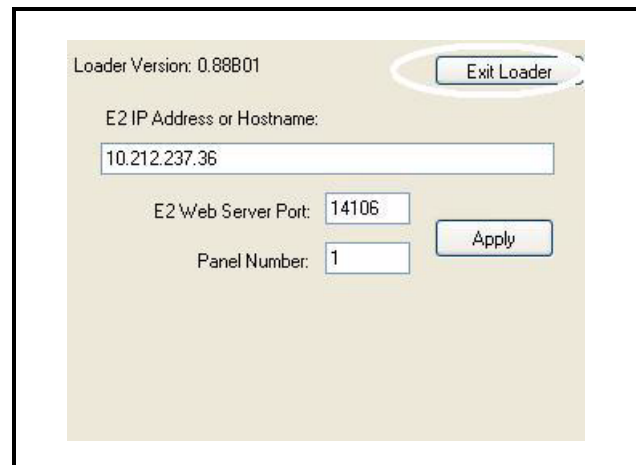 Loader Version: 0.88B01
Exit Loader
E2 IP Address or Hostname:
10.212.237.36
E2 Web Server Port: 14106
Apply
Panel Number: 1